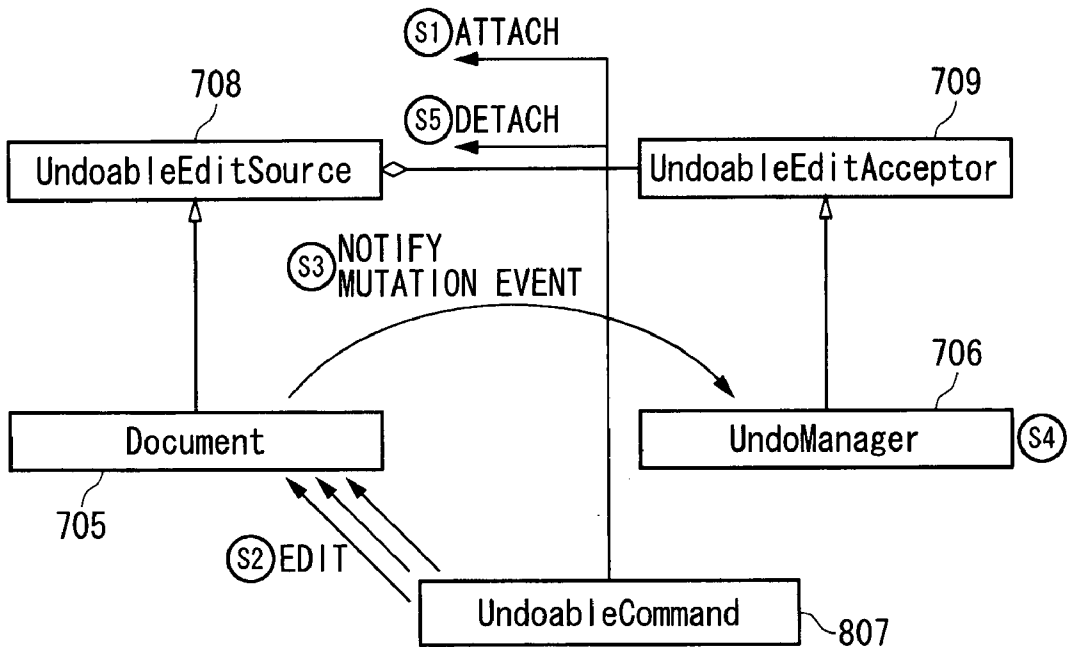 S1 ATTACH
708
709
S5 DETACH
UndoableEditSource
UndoableEditAcceptor
S3 NOTIFY
MUTATION EVENT
706
Document
UndoManager
S4
705
S2 EDIT
UndoableCommand
807